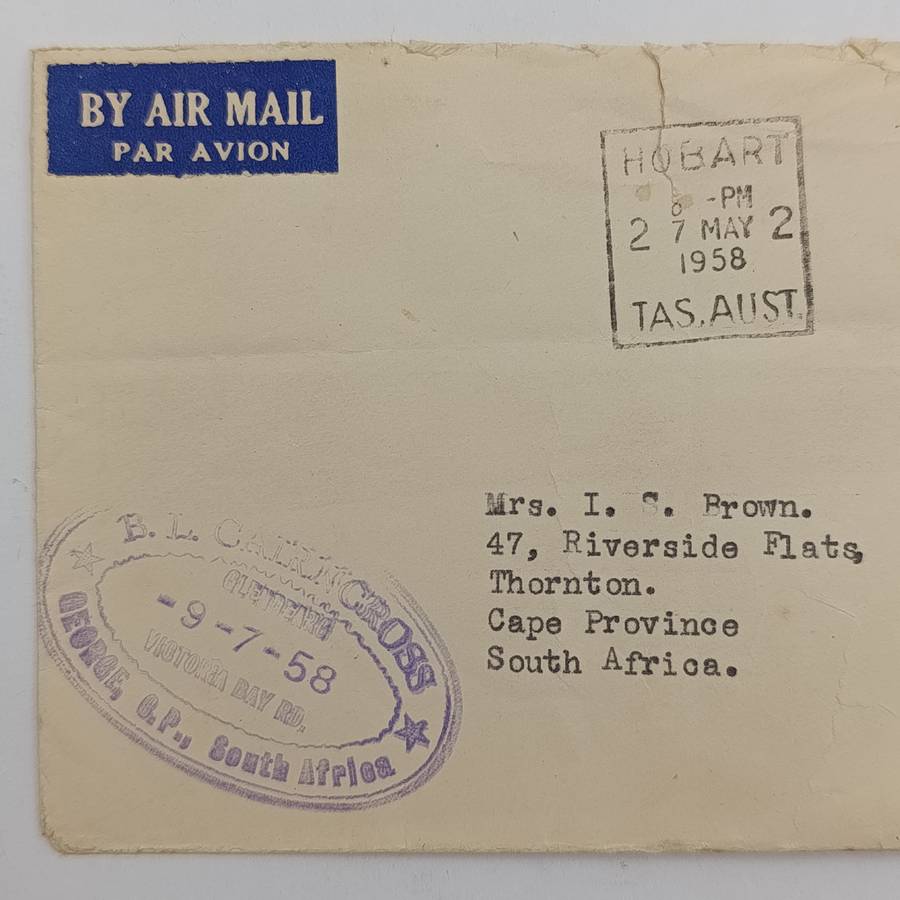 BY AIR MAIL
PAR AVION
HOBART
8 -PM
2 7 MAY 2
1958
TAS. AUST.
Mrs. I. S. Brown.
47, Riverside Flats,
Thornton.
Cape Province
South Africa.
B. L. CAIRNCROSS
-9-7-58
VICTORIA BAY RD.
GEORGE, C.P., South Africa